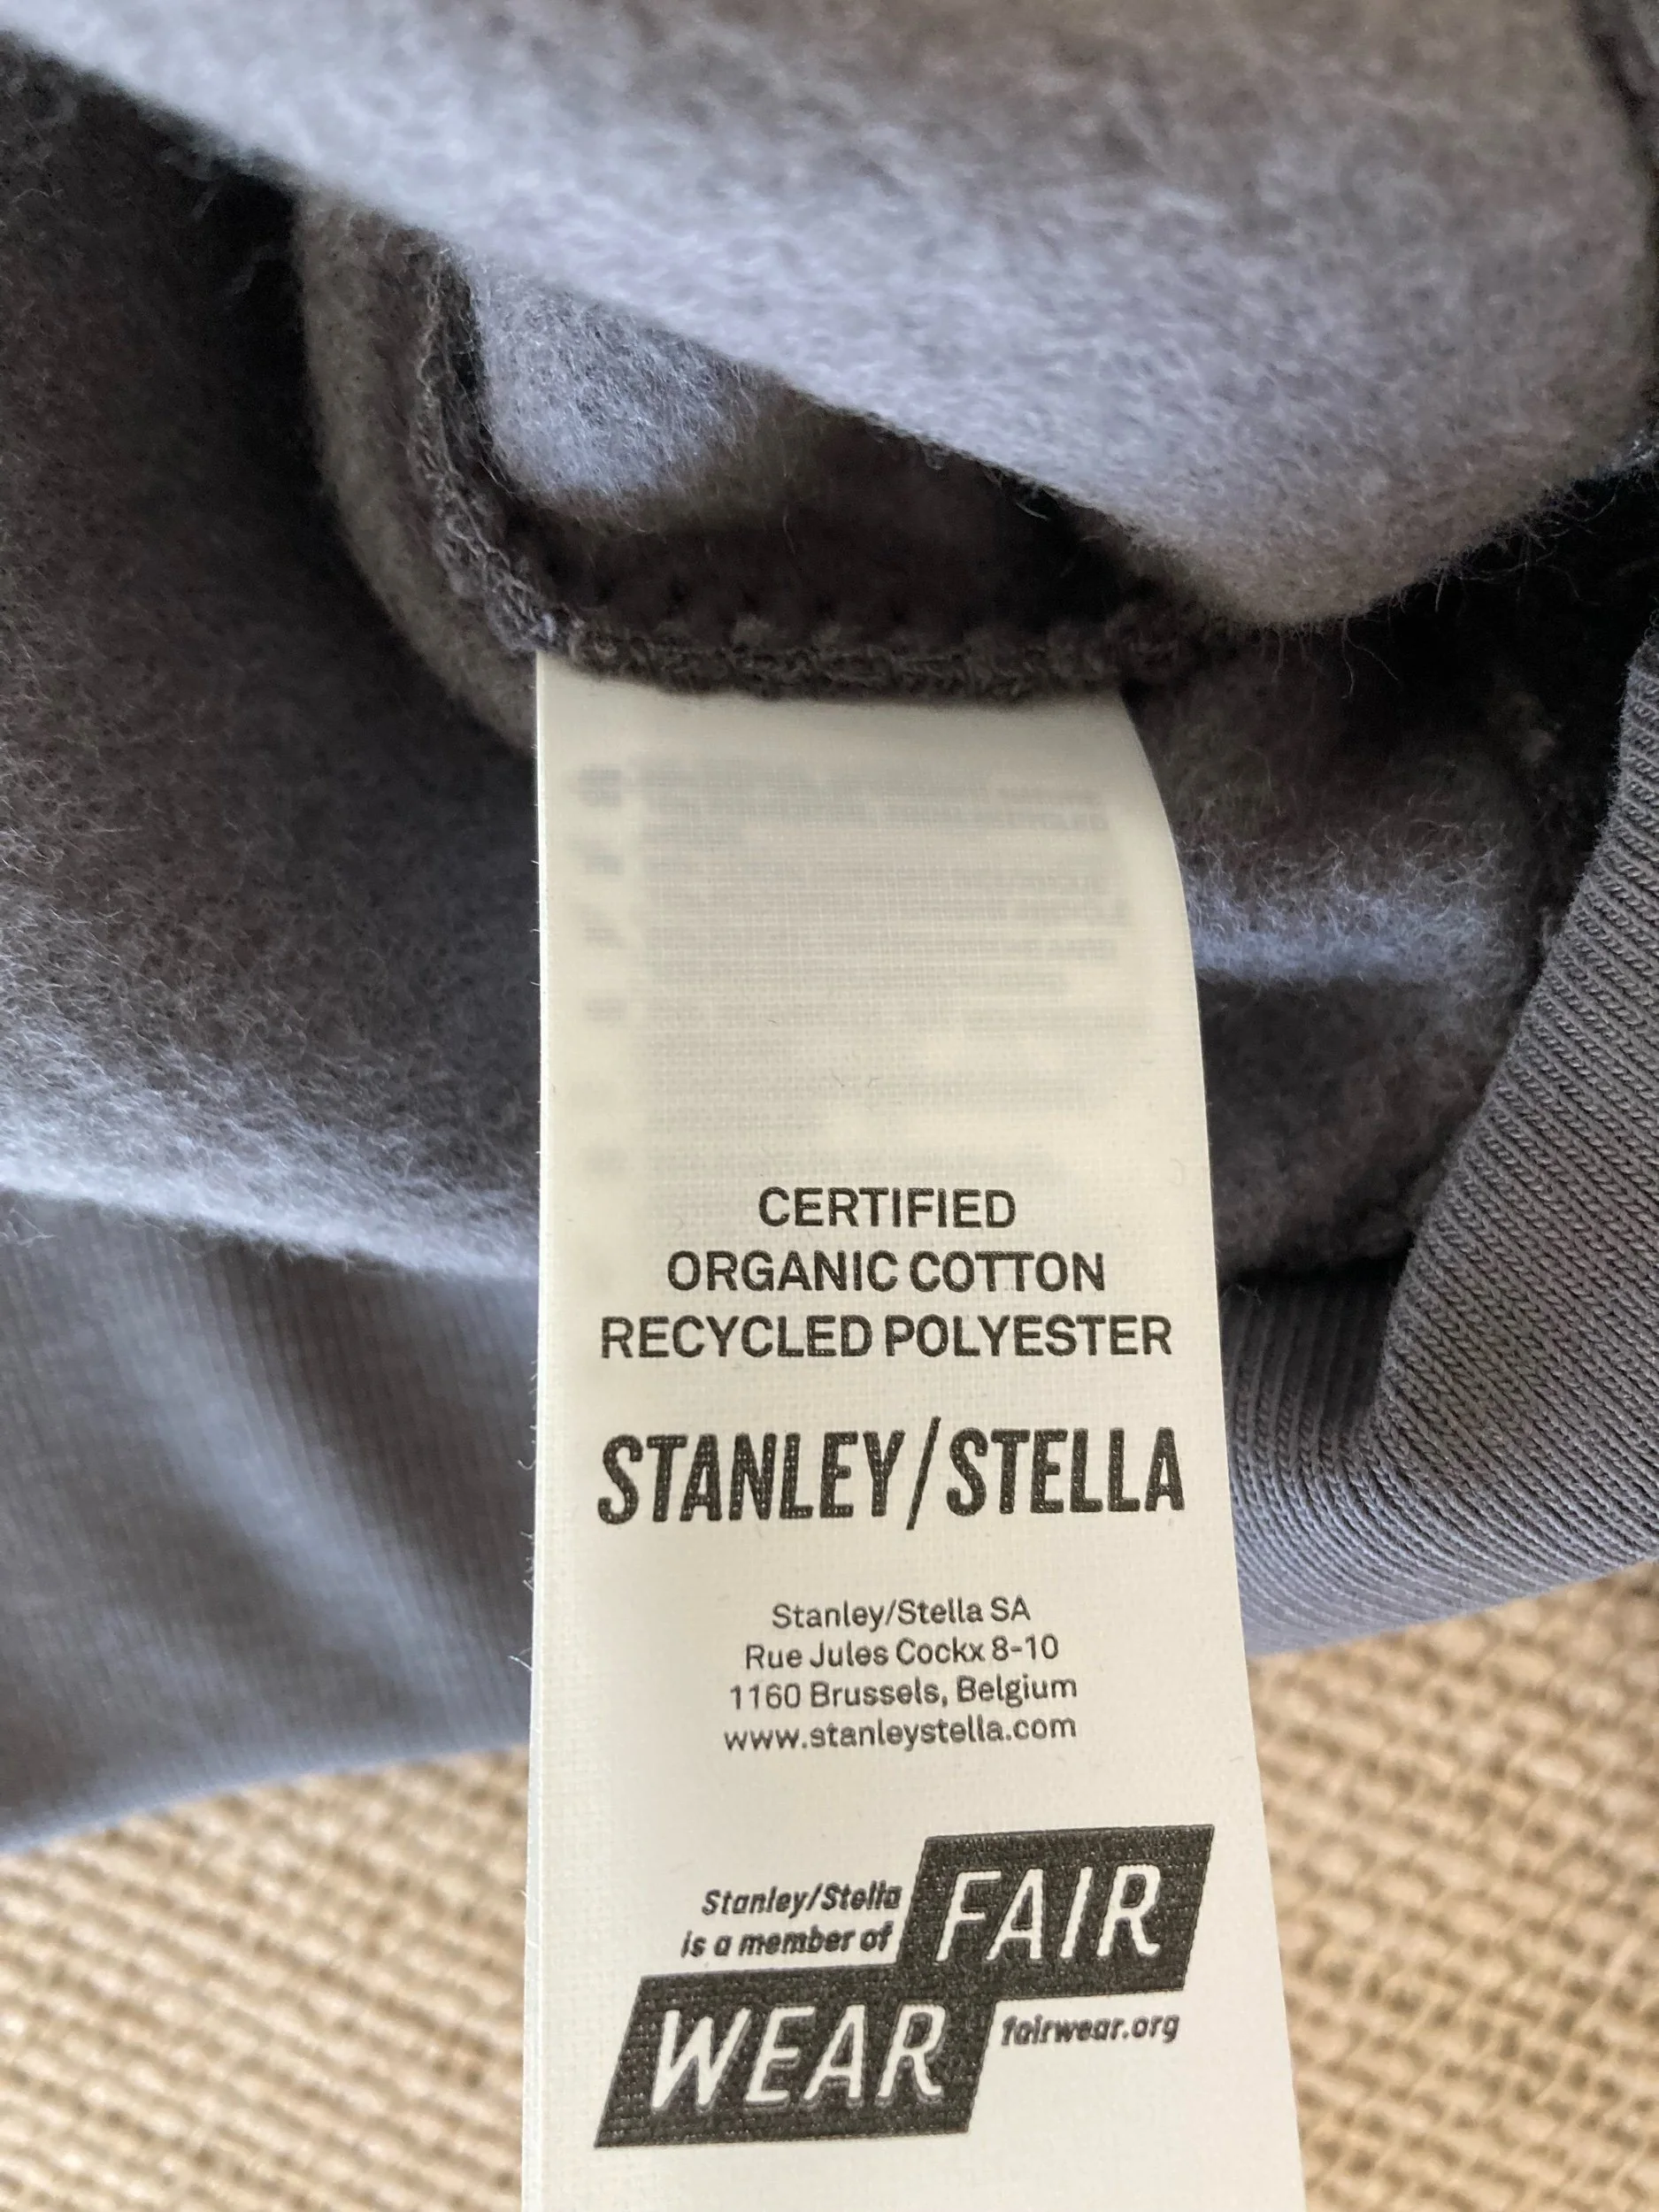 CERTIFIED
ORGANIC COTTON
RECYCLED POLYESTER
STANLEY/STELLA
Stanley/Stella SA
Rue Jules Cockx 8-10
1160 Brussels, Belgium
www.stanleystella.com
Stanley/Stella
is a member of
FAIR
WEAR
fairwear.org